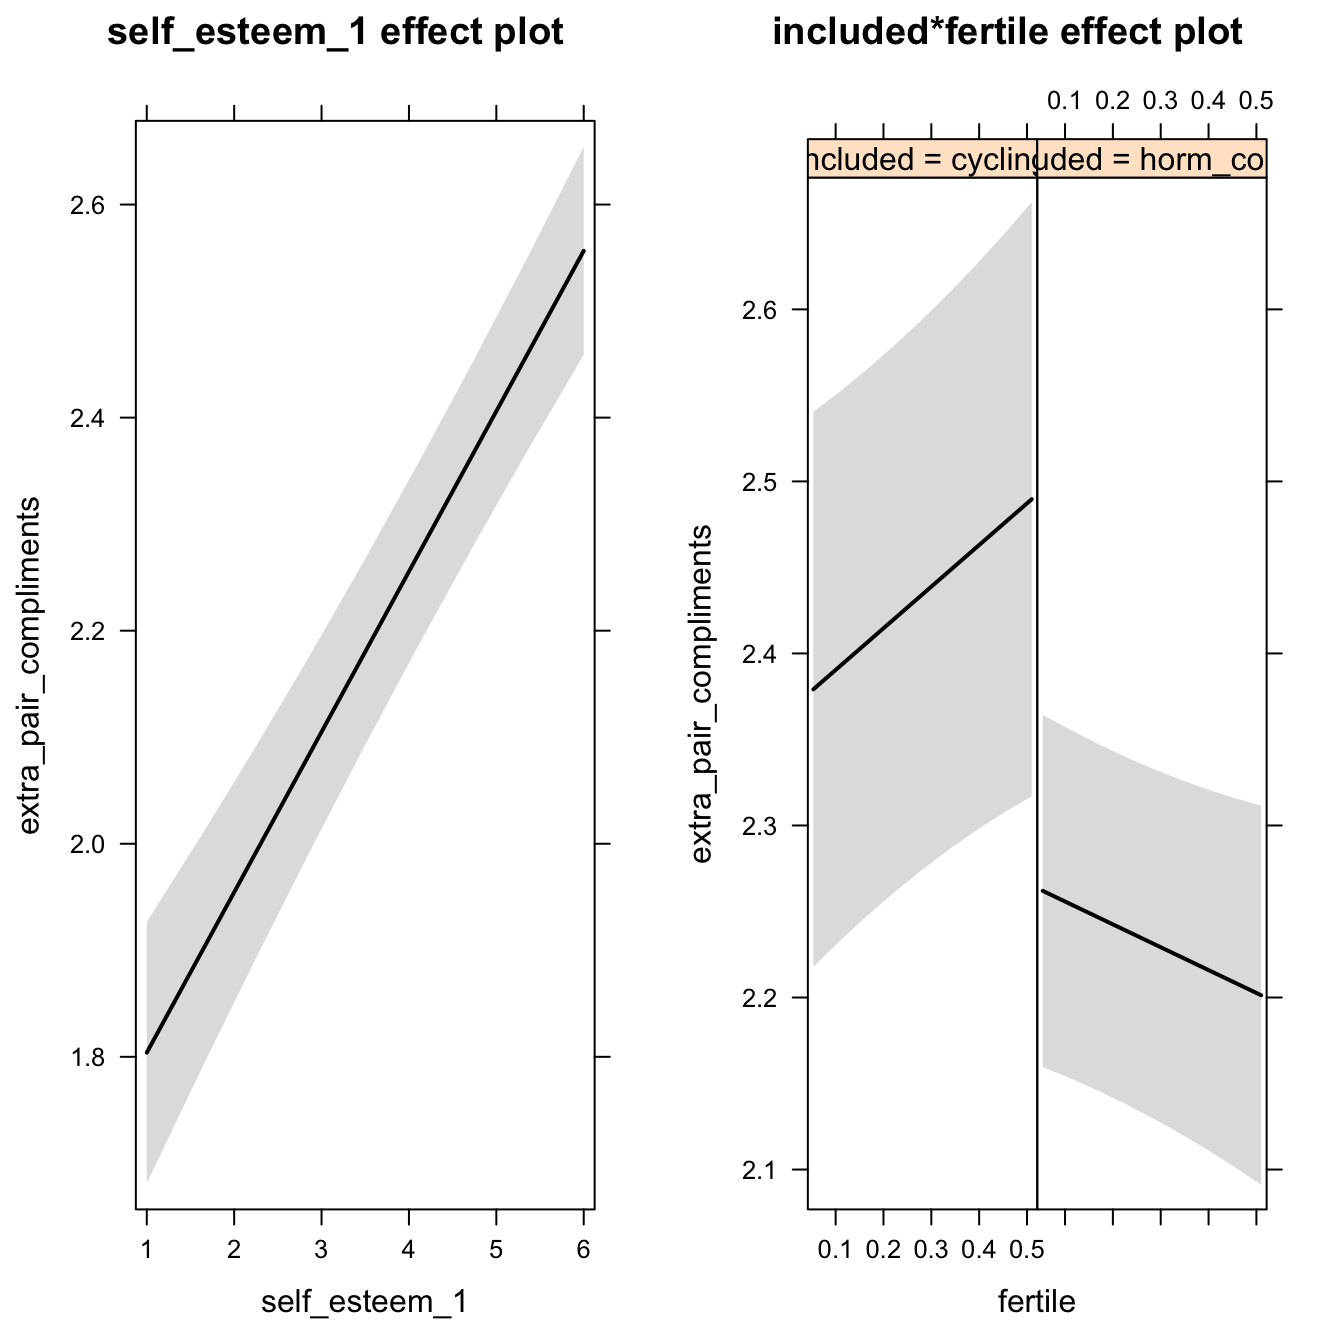 self_esteem_1 effect plot
2.6
2.4
2.2
2.0
1.8
extra_pair_compliments
1 2 3 4 5 6
self_esteem_1
included*fertile effect plot
0.1 0.2 0.3 0.4 0.5
ncluded = cycling
uded = horm_co
2.6
2.5
2.4
2.3
2.2
2.1
extra_pair_compliments
0.1 0.2 0.3 0.4 0.5
fertile